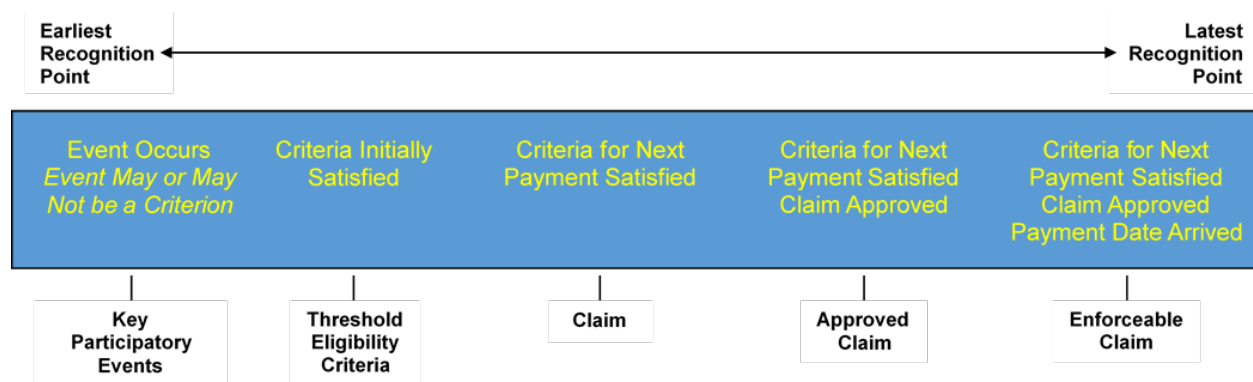 Earliest
Recognition
Point
Latest
Recognition
Point
Event Occurs
Event May or May
Not be a Criterion
Criteria Initially
Satisfied
Criteria for Next
Payment Satisfied
Criteria for Next
Payment Satisfied
Claim Approved
Criteria for Next
Payment Satisfied
Claim Approved
Payment Date Arrived
Key
Participatory
Events
Threshold
Eligibility
Criteria
Claim
Approved
Claim
Enforceable
Claim